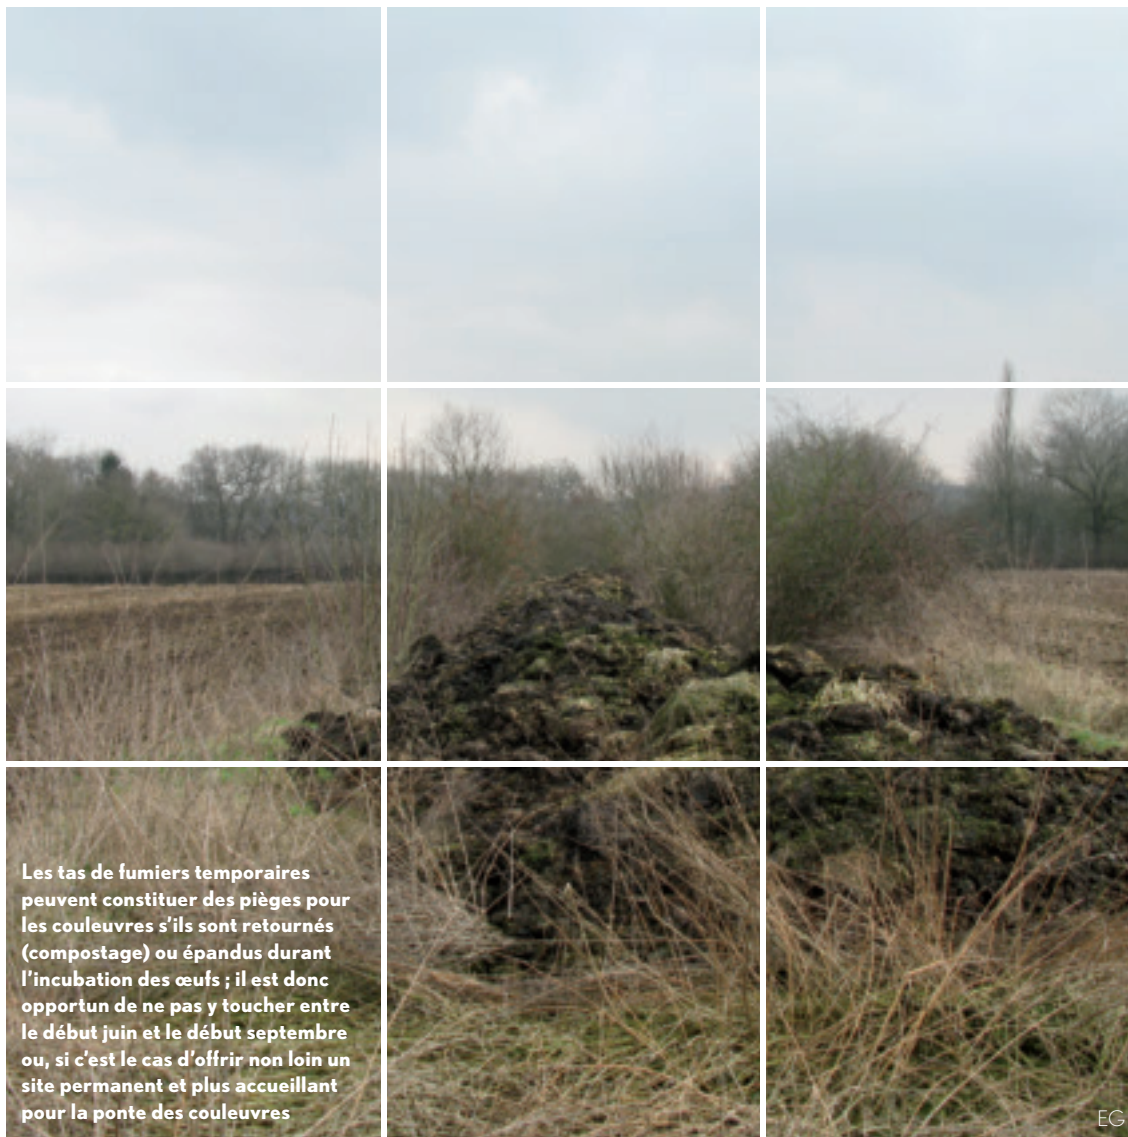 Les tas de fumiers temporaires
peuvent constituer des pièges pour
les couleuvres s'ils sont retournés
(compostage) ou épandus durant
l'incubation des œufs ; il est donc
opportun de ne pas y toucher entre
le début juin et le début septembre
ou, si c'est le cas d'offrir non loin un
site permanent et plus accueillant
pour la ponte des couleuvres
EG